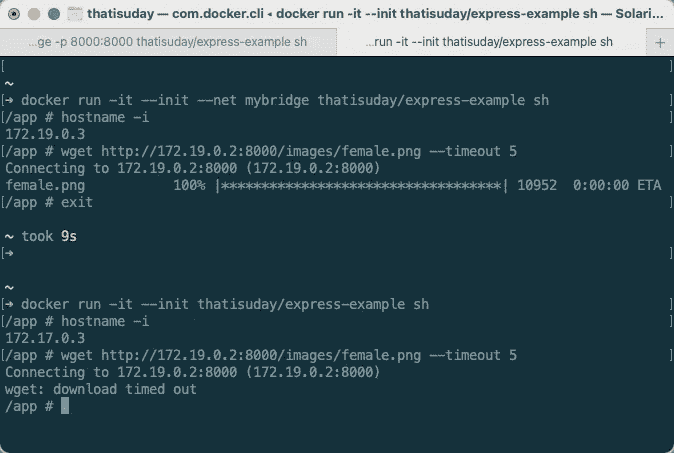 thatisuday — com.docker.cli ◂ docker run -it --init thatisuday/express-example sh — Solari...
...ge -p 8000:8000 thatisuday/express-example sh
...run -it --init thatisuday/express-example sh
+
[ ]
~
[➜ docker run -it --init --net mybridge thatisuday/express-example sh ]
[/app # hostname -i ]
172.19.0.3
[/app # wget http://172.19.0.2:8000/images/female.png --timeout 5 ]
Connecting to 172.19.0.2:8000 (172.19.0.2:8000)
female.png 100% |************************************| 10952 0:00:00 ETA
[/app # exit ]
~ took 9s
[➜ ]
~
[➜ docker run -it --init thatisuday/express-example sh ]
[/app # hostname -i ]
172.17.0.3
[/app # wget http://172.19.0.2:8000/images/female.png --timeout 5 ]
Connecting to 172.19.0.2:8000 (172.19.0.2:8000)
wget: download timed out
/app #